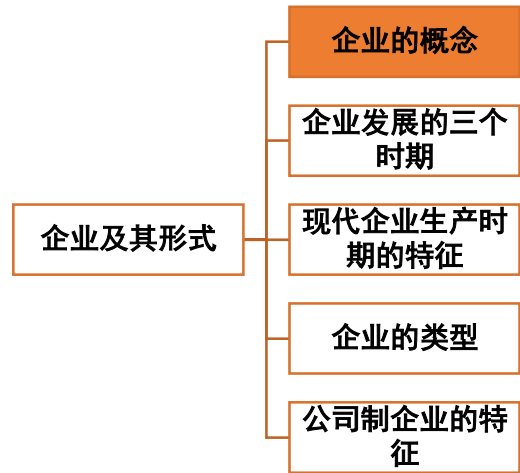 企业的概念
企业发展的三个
时期
企业及其形式
现代企业生产时
期的特征
企业的类型
公司制企业的特
征